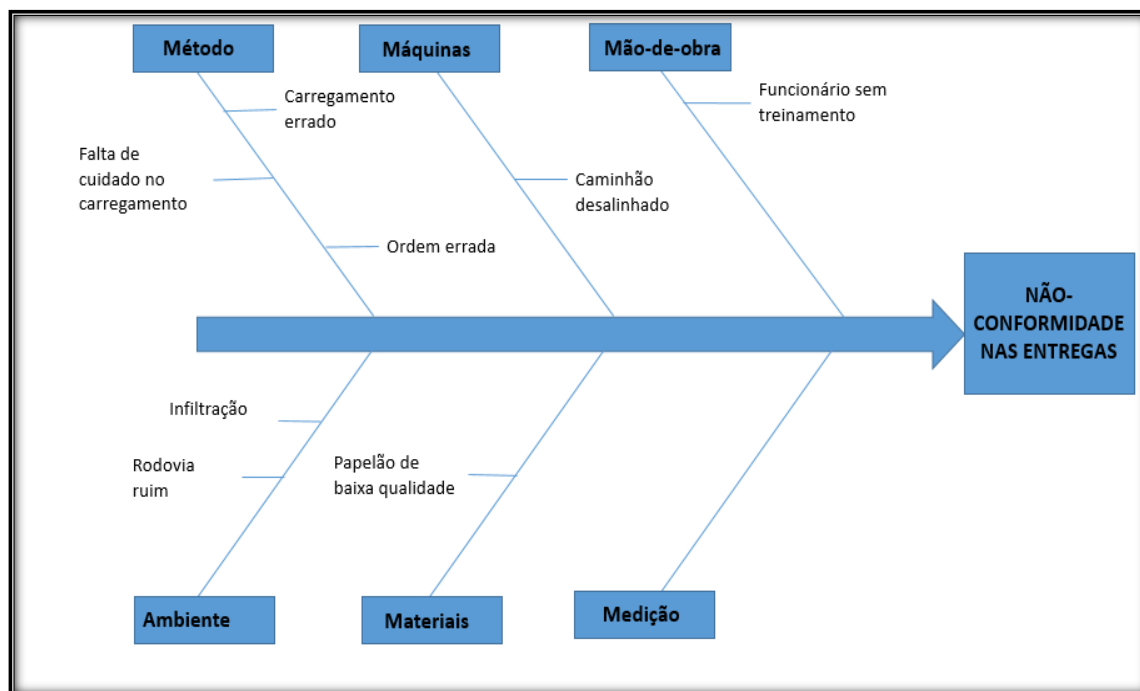 Método
Máquinas
Mão-de-obra
Carregamento
errado
Falta de
cuidado no
carregamento
Ordem errada
Caminhão
desalinhado
Funcionário sem
treinamento
NÃO-
CONFORMIDADE
NAS ENTREGAS
Infiltração
Rodovia
ruim
Papelão de
baixa qualidade
Ambiente
Materiais
Medição